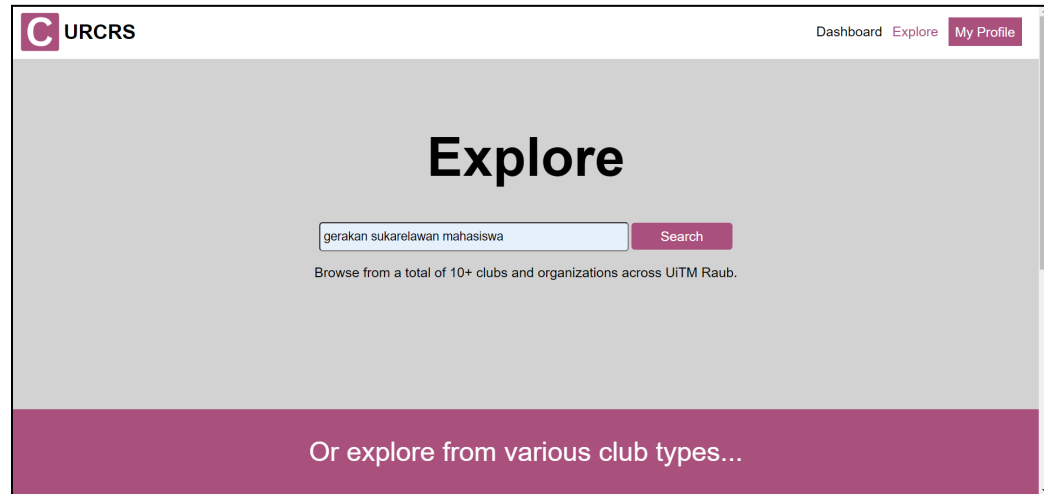 C URCRS
Dashboard Explore My Profile
Explore
gerakan sukarelawan mahasiswa Search
Browse from a total of 10+ clubs and organizations across UiTM Raub.
Or explore from various club types...